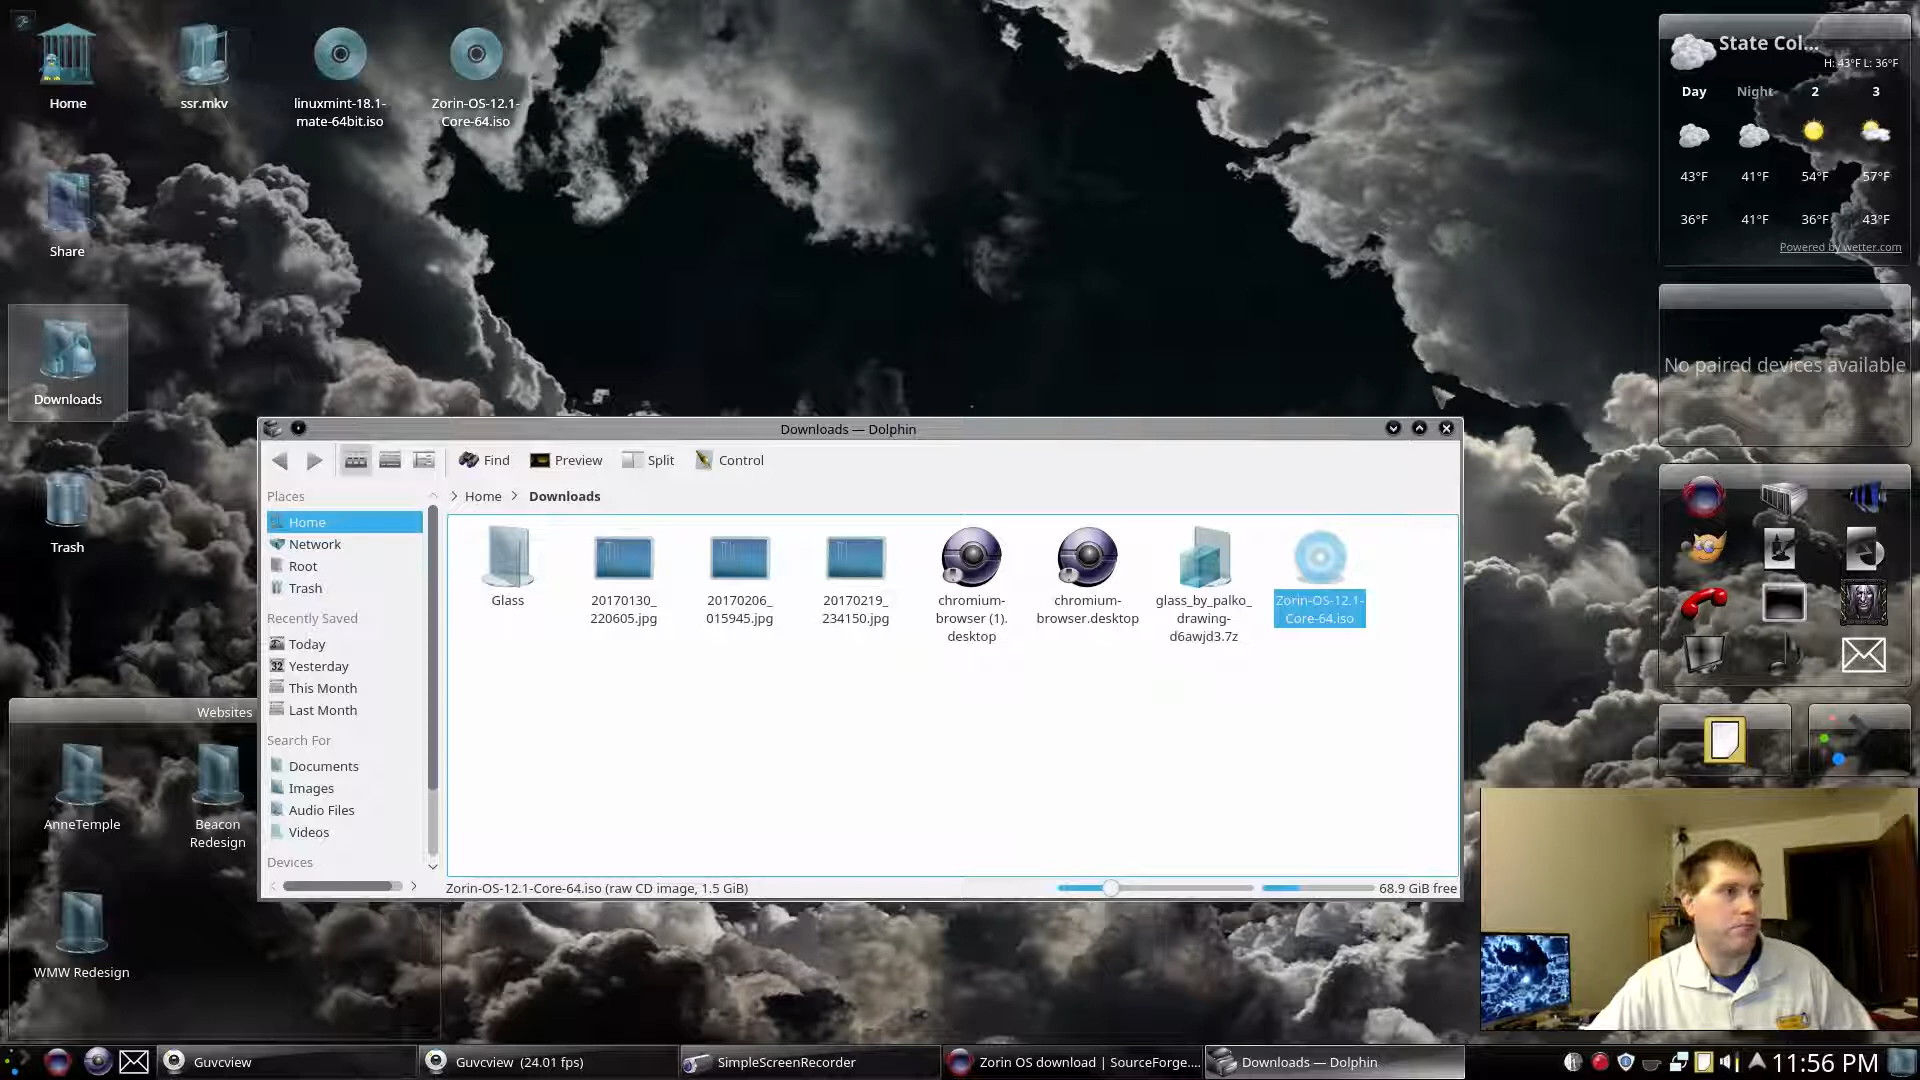 Home
ssr.mkv
linuxmint-18.1-
mate-64bit.iso
Zorin-OS-12.1-
Core-64.iso
Share
Downloads
Trash
Websites
AnneTemple
Beacon
Redesign
WMW Redesign
State Col...
H: 43°F L: 36°F
Day Night 2 3
43°F 41°F 54°F 57°F
36°F 41°F 36°F 43°F
Powered by wetter.com
No paired devices available
Downloads — Dolphin
Find Preview Split Control
Places
Home
Network
Root
Trash
Recently Saved
Today
32 Yesterday
This Month
Last Month
Search For
Documents
Images
Audio Files
Videos
Devices
Home Downloads
Glass
20170130_
220605.jpg
20170206_
015945.jpg
20170219_
234150.jpg
chromium-
browser (1).
desktop
chromium-
browser.desktop
glass_by_palko_
drawing-
d6awjd3.7z
Zorin-OS-12.1-
Core-64.iso
Zorin-OS-12.1-Core-64.iso (raw CD image, 1.5 GiB)
68.9 GiB free
Guvcview
Guvcview (24.01 fps)
SimpleScreenRecorder
Zorin OS download | SourceForge....
Downloads — Dolphin
11:56 PM